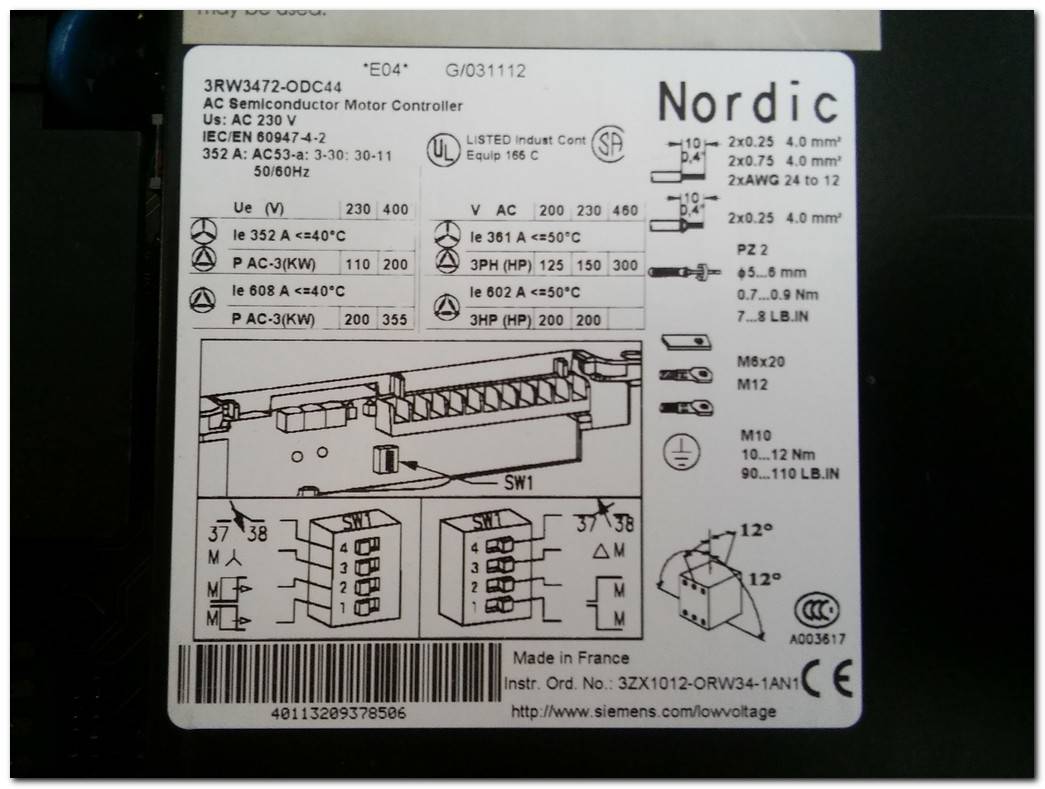 may be used.
*E04* G/031112
3RW3472-0DC44
AC Semiconductor Motor Controller
Us: AC 230 V
IEC/EN 60947-4-2
352 A: AC53-a: 3-30: 30-11
50/60Hz
Nordic
UL LISTED Indust Cont SA
Equip 166 C
10 2x0.25 4.0 mm²
0,4" 2x0.75 4.0 mm²
2xAWG 24 to 12
10
0,4" 2x0.25 4.0 mm²
Ue (V) 230 400
Ie 352 A <=40°C
P AC-3(KW) 110 200
Ie 608 A <=40°C
P AC-3(KW) 200 355
V AC 200 230 460
Ie 361 A <=50°C
3PH (HP) 125 150 300
Ie 602 A <=50°C
3HP (HP) 200 200
PZ 2
ϕ5...6 mm
0.7...0.9 Nm
7...8 LB.IN
M6x20
M12
M10
10...12 Nm
90...110 LB.IN
SW1
37 38 SW1
M 4
3
M 2
M 1
SW1 37 38
4 △ M
3
2 M
1 M
12°
12°
CCC
A003617
Made in France
Instr. Ord. No.: 3ZX1012-0RW34-1AN1 CE
40113209378506
http://www.siemens.com/lowvoltage